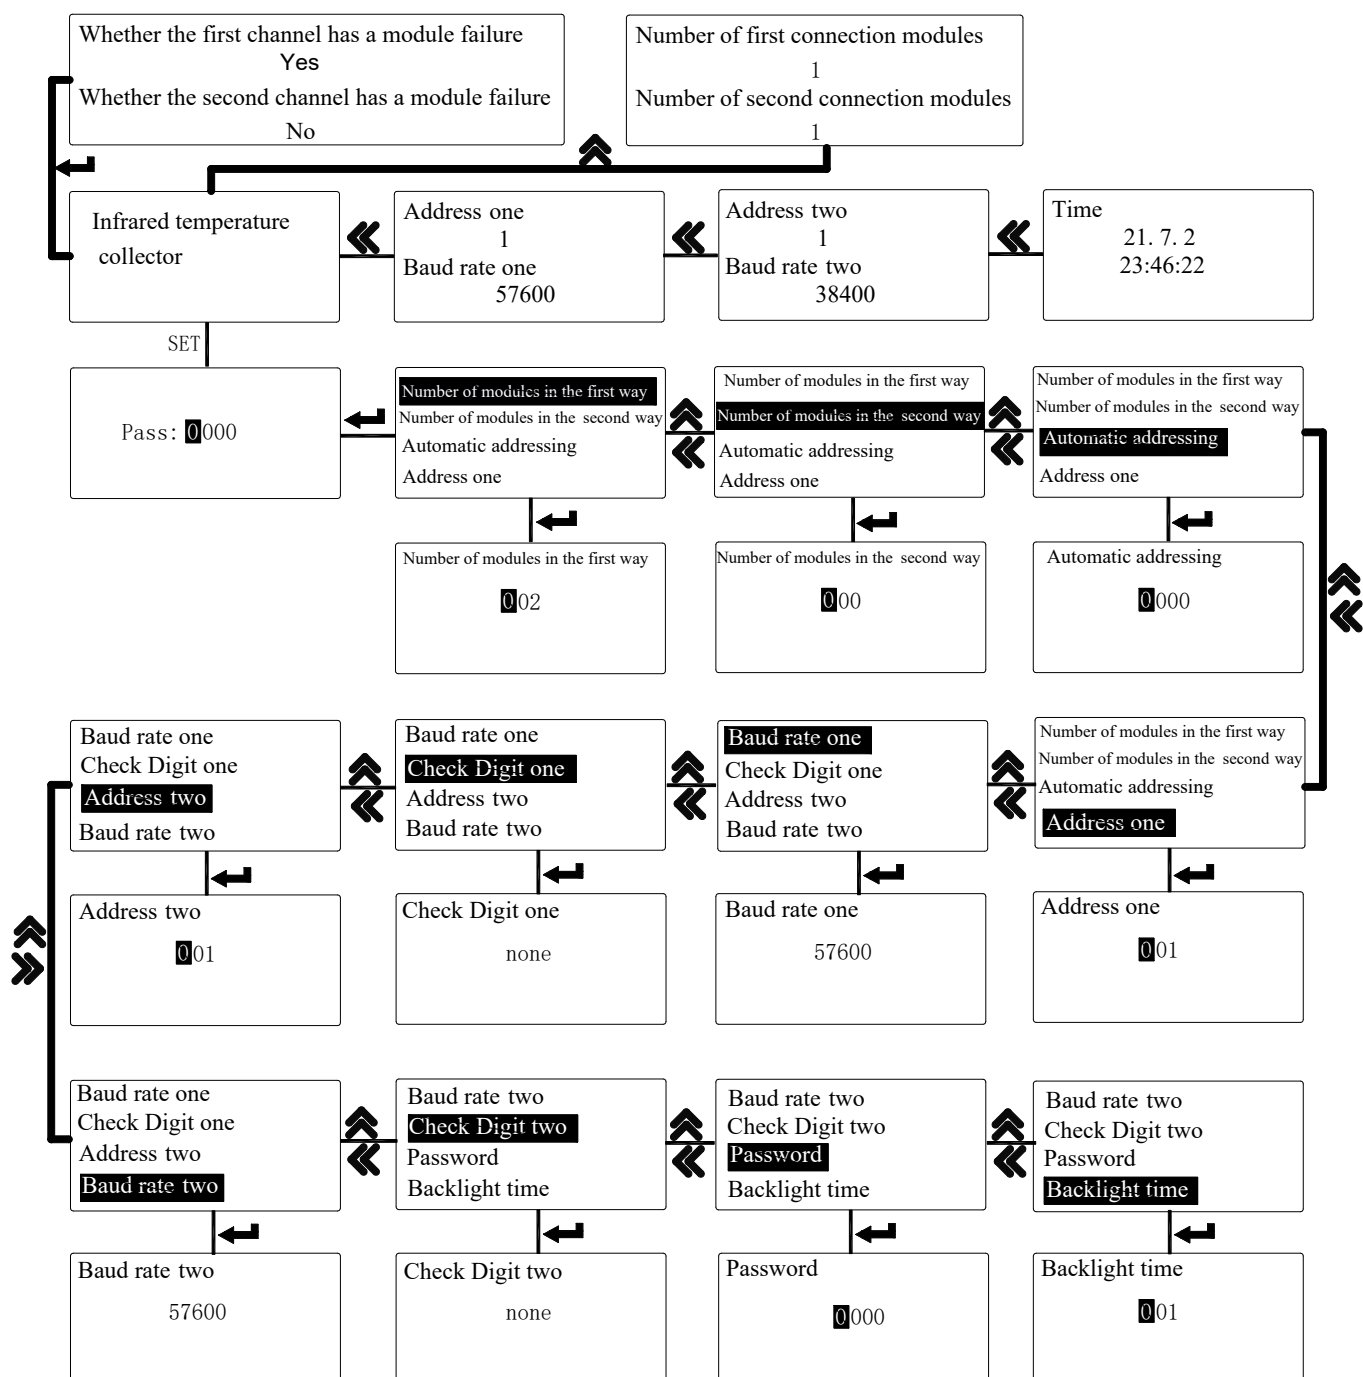 Whether the first channel has a module failure
Yes
Whether the second channel has a module failure
No
Number of first connection modules
1
Number of second connection modules
1
Infrared temperature
collector
Address one
1
Baud rate one
57600
Address two
1
Baud rate two
38400
Time
21. 7. 2
23:46:22
SET
Pass: 0000
Number of modules in the first way
Number of modules in the second way
Automatic addressing
Address one
Number of modules in the first way
Number of modules in the second way
Automatic addressing
Address one
Number of modules in the first way
Number of modules in the second way
Automatic addressing
Address one
Number of modules in the first way
002
Number of modules in the second way
000
Automatic addressing
0000
Baud rate one
Check Digit one
Address two
Baud rate two
Baud rate one
Check Digit one
Address two
Baud rate two
Baud rate one
Check Digit one
Address two
Baud rate two
Number of modules in the first way
Number of modules in the second way
Automatic addressing
Address one
Address two
001
Check Digit one
none
Baud rate one
57600
Address one
001
Baud rate one
Check Digit one
Address two
Baud rate two
Baud rate two
Check Digit two
Password
Backlight time
Baud rate two
Check Digit two
Password
Backlight time
Baud rate two
Check Digit two
Password
Backlight time
Baud rate two
57600
Check Digit two
none
Password
0000
Backlight time
001